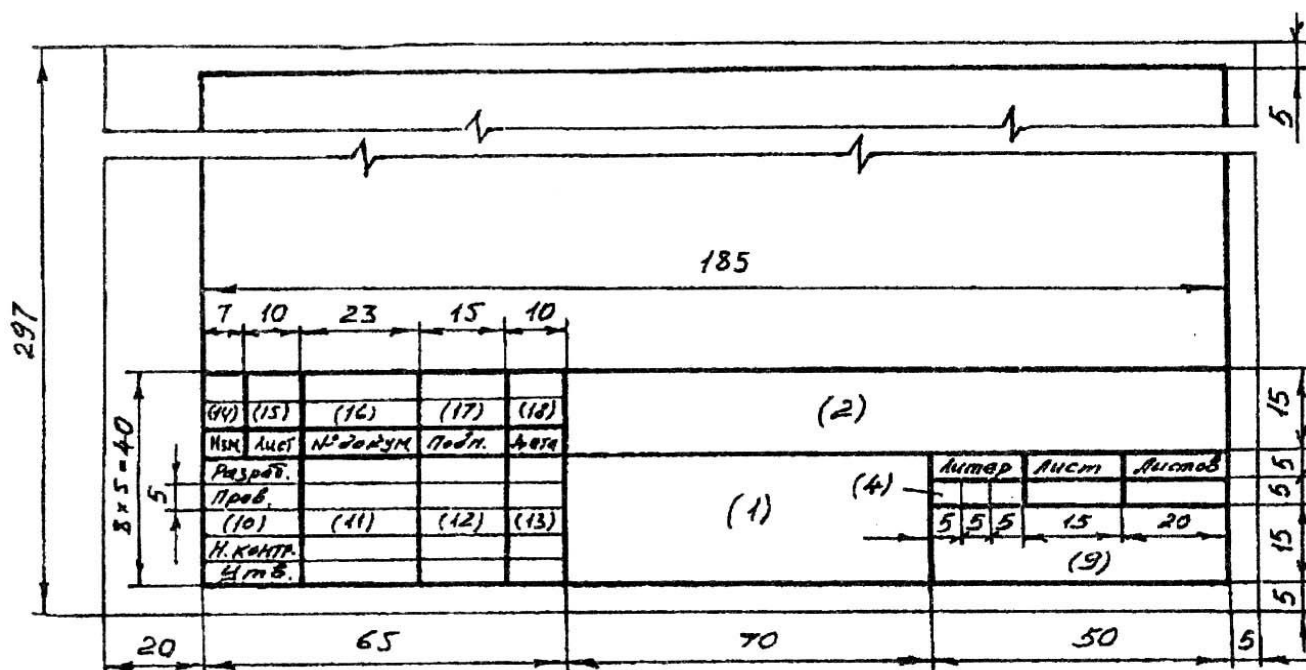 5
297
185
7 10 23 15 10
8 x 5 = 40
5
(14) (15) (16) (17) (18)
(2)
15
Изм Лист № докум Подп. Дата
Разраб.
Пров.
(10) (11) (12) (13)
Н. контр.
Утв.
(1)
Литер Лист Листов
5
(4)
5
5 5 5 15 20
15
(9)
5
20 65 70 50 5